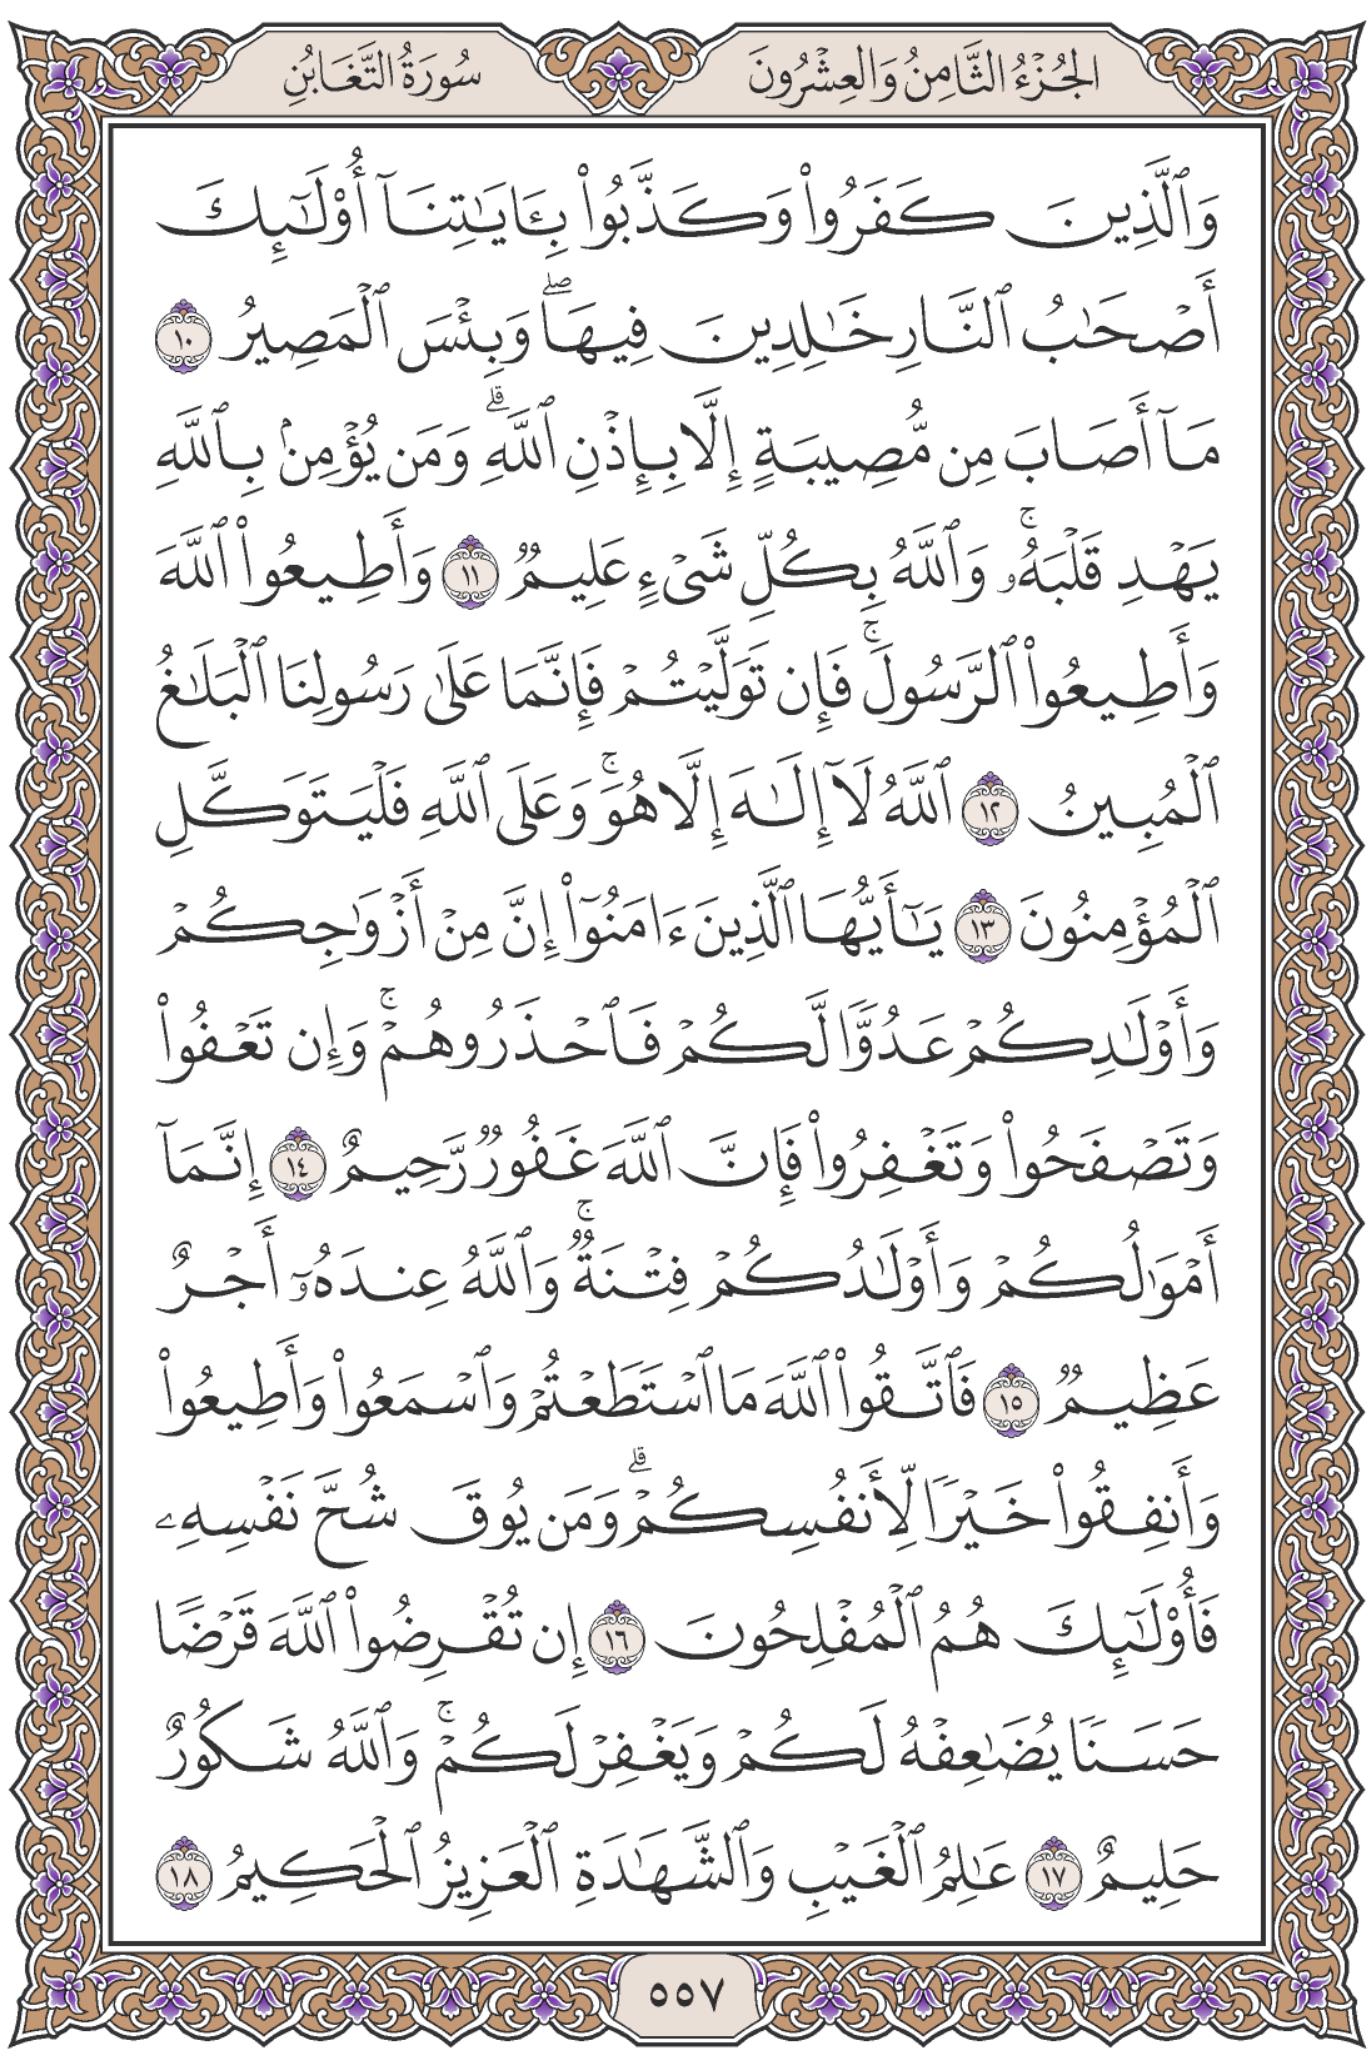 الجُزْءُ الثَّامِنُ وَالعِشْرُونَ
سُورَةُ التَّغَابُنِ
وَٱلَّذِينَ كَفَرُوا۟ وَكَذَّبُوا۟ بِـَٔايَـٰتِنَآ أُو۟لَـٰٓئِكَ
أَصْحَـٰبُ ٱلنَّارِ خَـٰلِدِينَ فِيهَا ۖ وَبِئْسَ ٱلْمَصِيرُ ١٠
مَآ أَصَابَ مِن مُّصِيبَةٍ إِلَّا بِإِذْنِ ٱللَّهِ ۗ وَمَن يُؤْمِنۢ بِٱللَّهِ
يَهْدِ قَلْبَهُۥ ۚ وَٱللَّهُ بِكُلِّ شَىْءٍ عَلِيمٌ ١١ وَأَطِيعُوا۟ ٱللَّهَ
وَأَطِيعُوا۟ ٱلرَّسُولَ ۚ فَإِن تَوَلَّيْتُمْ فَإِنَّمَا عَلَىٰ رَسُولِنَا ٱلْبَلَـٰغُ
ٱلْمُبِينُ ١٢ ٱللَّهُ لَآ إِلَـٰهَ إِلَّا هُوَ ۚ وَعَلَى ٱللَّهِ فَلْيَتَوَكَّلِ
ٱلْمُؤْمِنُونَ ١٣ يَـٰٓأَيُّهَا ٱلَّذِينَ ءَامَنُوٓا۟ إِنَّ مِنْ أَزْوَٰجِكُمْ
وَأَوْلَـٰدِكُمْ عَدُوًّا لَّكُمْ فَٱحْذَرُوهُمْ ۚ وَإِن تَعْفُوا۟
وَتَصْفَحُوا۟ وَتَغْفِرُوا۟ فَإِنَّ ٱللَّهَ غَفُورٌ رَّحِيمٌ ١٤ إِنَّمَآ
أَمْوَٰلُكُمْ وَأَوْلَـٰدُكُمْ فِتْنَةٌ ۚ وَٱللَّهُ عِندَهُۥٓ أَجْرٌ
عَظِيمٌ ١٥ فَٱتَّقُوا۟ ٱللَّهَ مَا ٱسْتَطَعْتُمْ وَٱسْمَعُوا۟ وَأَطِيعُوا۟
وَأَنفِقُوا۟ خَيْرًا لِّأَنفُسِكُمْ ۗ وَمَن يُوقَ شُحَّ نَفْسِهِۦ
فَأُو۟لَـٰٓئِكَ هُمُ ٱلْمُفْلِحُونَ ١٦ إِن تُقْرِضُوا۟ ٱللَّهَ قَرْضًا
حَسَنًا يُضَـٰعِفْهُ لَكُمْ وَيَغْفِرْ لَكُمْ ۚ وَٱللَّهُ شَكُورٌ
حَلِيمٌ ١٧ عَـٰلِمُ ٱلْغَيْبِ وَٱلشَّهَـٰدَةِ ٱلْعَزِيزُ ٱلْحَكِيمُ ١٨
٥٥٧